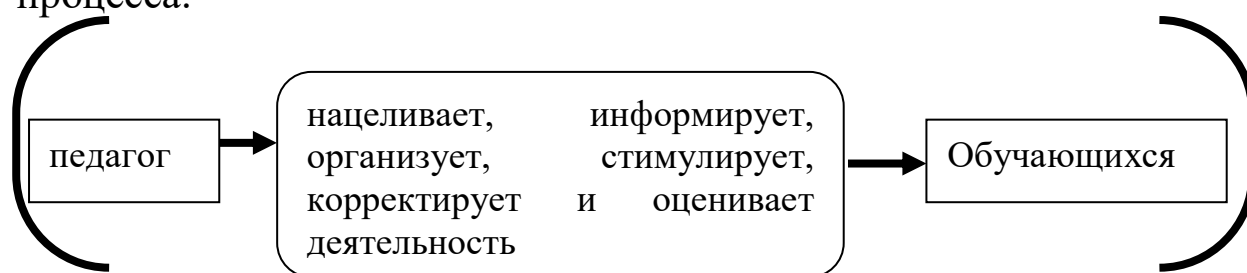 процесса.
педагог
нацеливает, информирует,
организует, стимулирует,
корректирует и оценивает
деятельность
Обучающихся